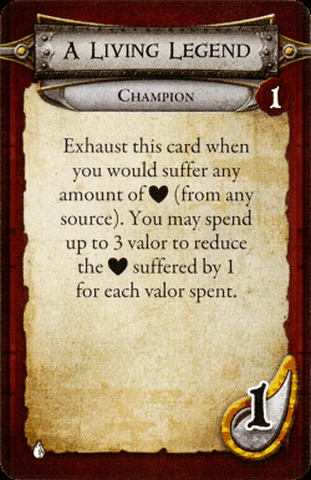 A Living Legend
Champion
1
Exhaust this card when
you would suffer any
amount of ♥ (from any
source). You may spend
up to 3 valor to reduce
the ♥ suffered by 1
for each valor spent.
1